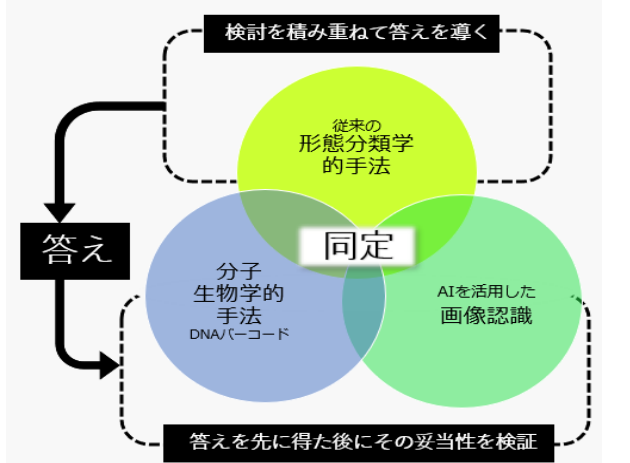 検討を積み重ねて答えを導く
従来の
形態分類学
的手法
答え
同定
分子
生物学的
手法
DNAバーコード
AIを活用した
画像認識
答えを先に得た後にその妥当性を検証